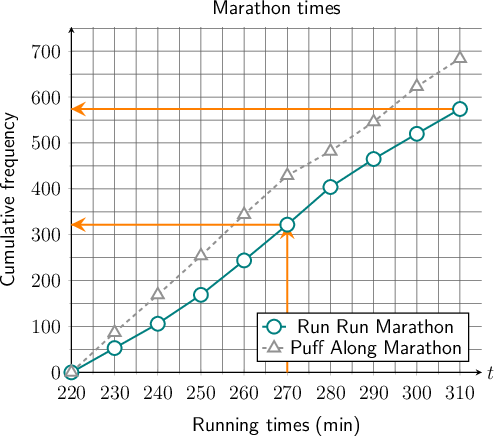 Marathon times
Cumulative frequency
700
600
500
400
300
200
100
0
220 230 240 250 260 270 280 290 300 310
t
Running times (min)
Run Run Marathon
Puff Along Marathon